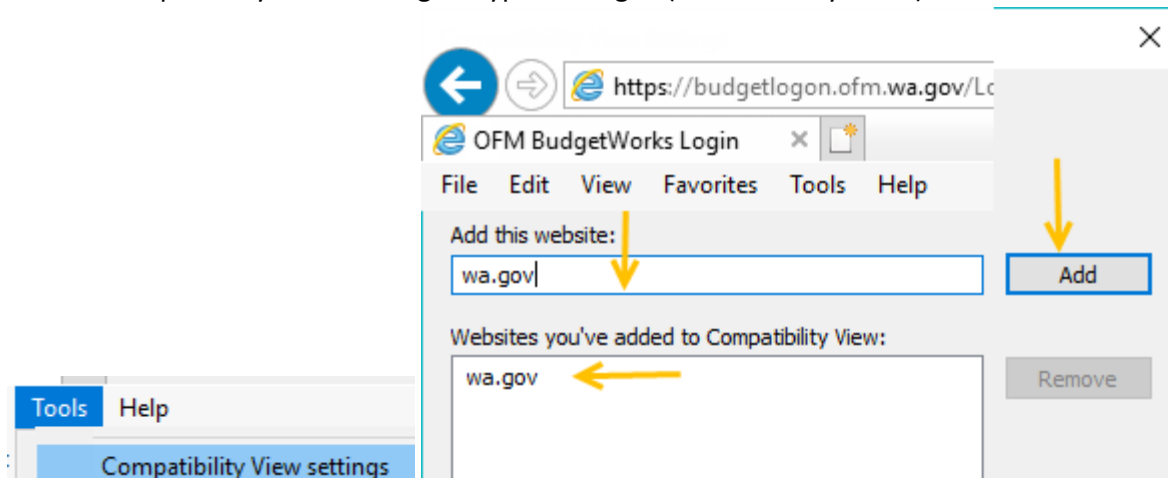 https://budgetlogon.ofm.wa.gov/Lo
OFM BudgetWorks Login
File Edit View Favorites Tools Help
Add this website:
wa.gov
Add
Websites you've added to Compatibility View:
wa.gov
Remove
Tools Help
Compatibility View settings